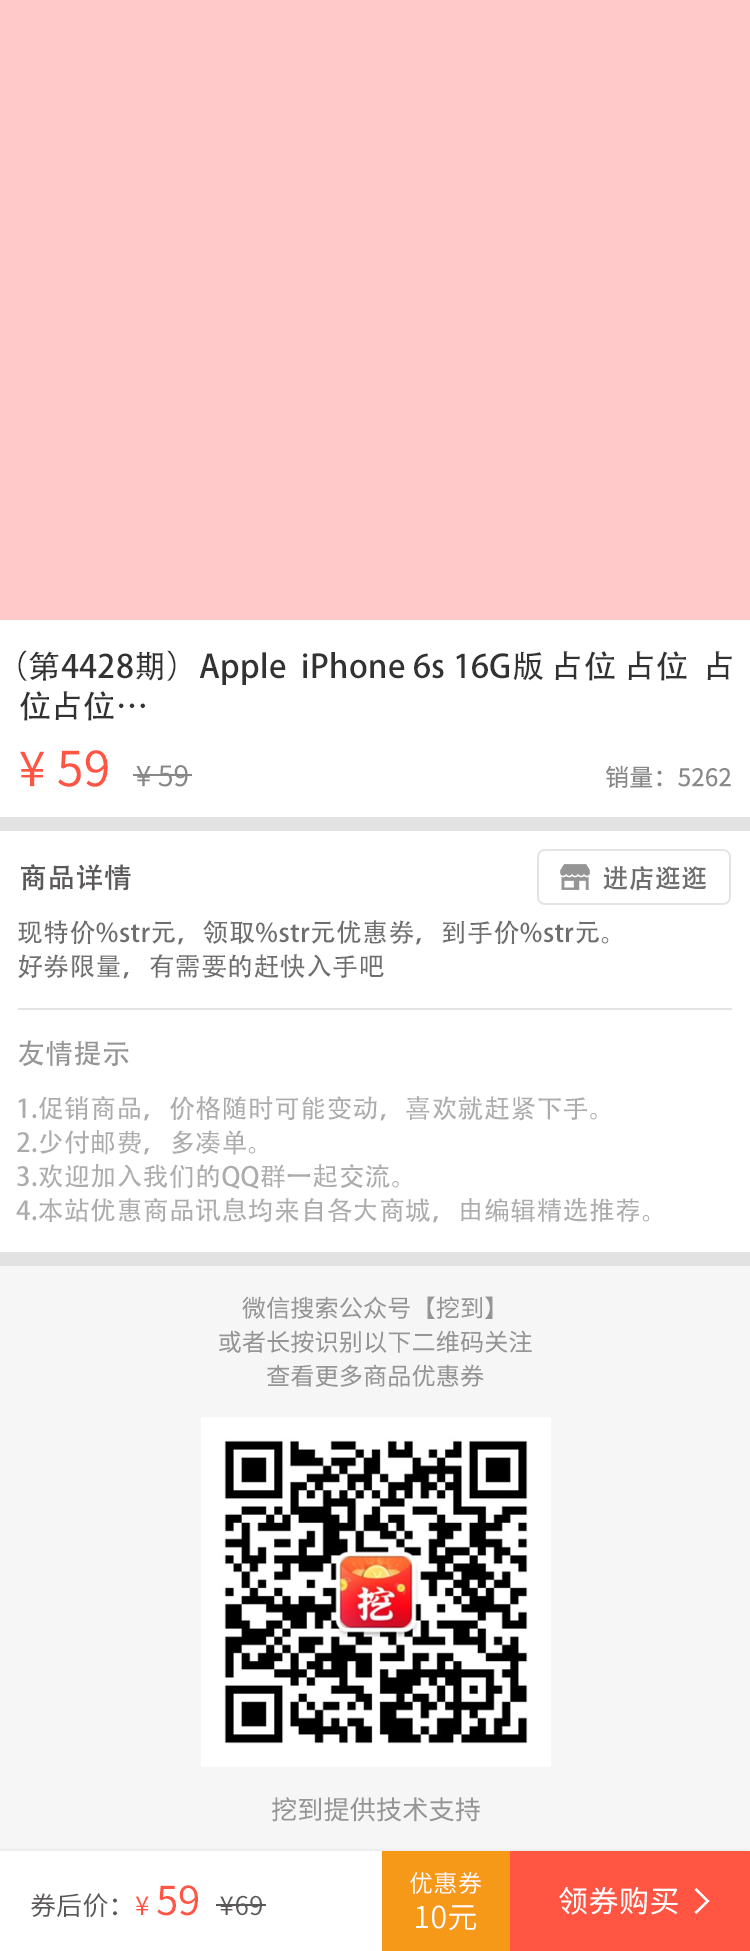 （第4428期）Apple iPhone 6s 16G版 占位 占位 占
位占位…
¥ 59 ¥ 59 销量：5262
商品详情 进店逛逛
现特价%str元，领取%str元优惠券，到手价%str元。
好券限量，有需要的赶快入手吧
友情提示
1.促销商品，价格随时可能变动，喜欢就赶紧下手。
2.少付邮费，多凑单。
3.欢迎加入我们的QQ群一起交流。
4.本站优惠商品讯息均来自各大商城，由编辑精选推荐。
微信搜索公众号【挖到】
或者长按识别以下二维码关注
查看更多商品优惠券
挖
挖到提供技术支持
券后价：¥ 59 ¥69 优惠券 领券购买
10元